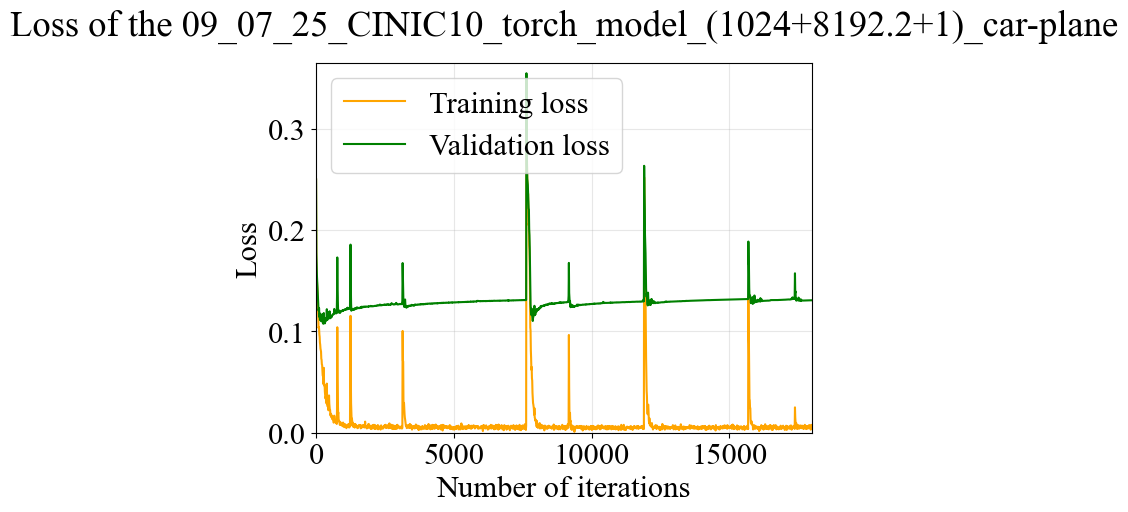 Loss of the 09_07_25_CINIC10_torch_model_(1024+8192.2+1)_car-plane
Training loss
Validation loss
0.3
0.2
0.1
0.0
Loss
0 5000 10000 15000
Number of iterations